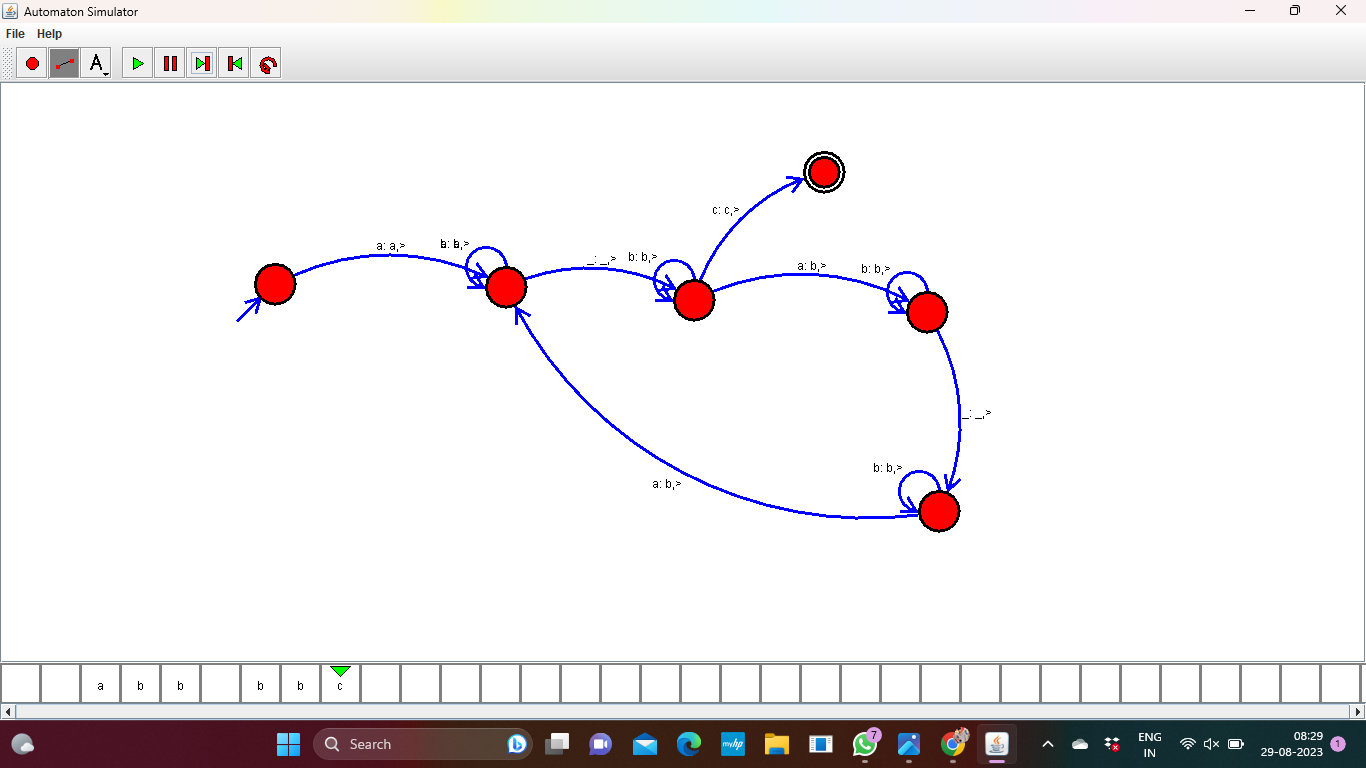 Automaton Simulator
File Help
A
c: c,>
a: a,>
b: b,>
_: _,>
b: b,>
a: b,>
b: b,>
_: _,>
b: b,>
a: b,>
a b b b b c
Search
7
ENG
IN
08:29
29-08-2023
1